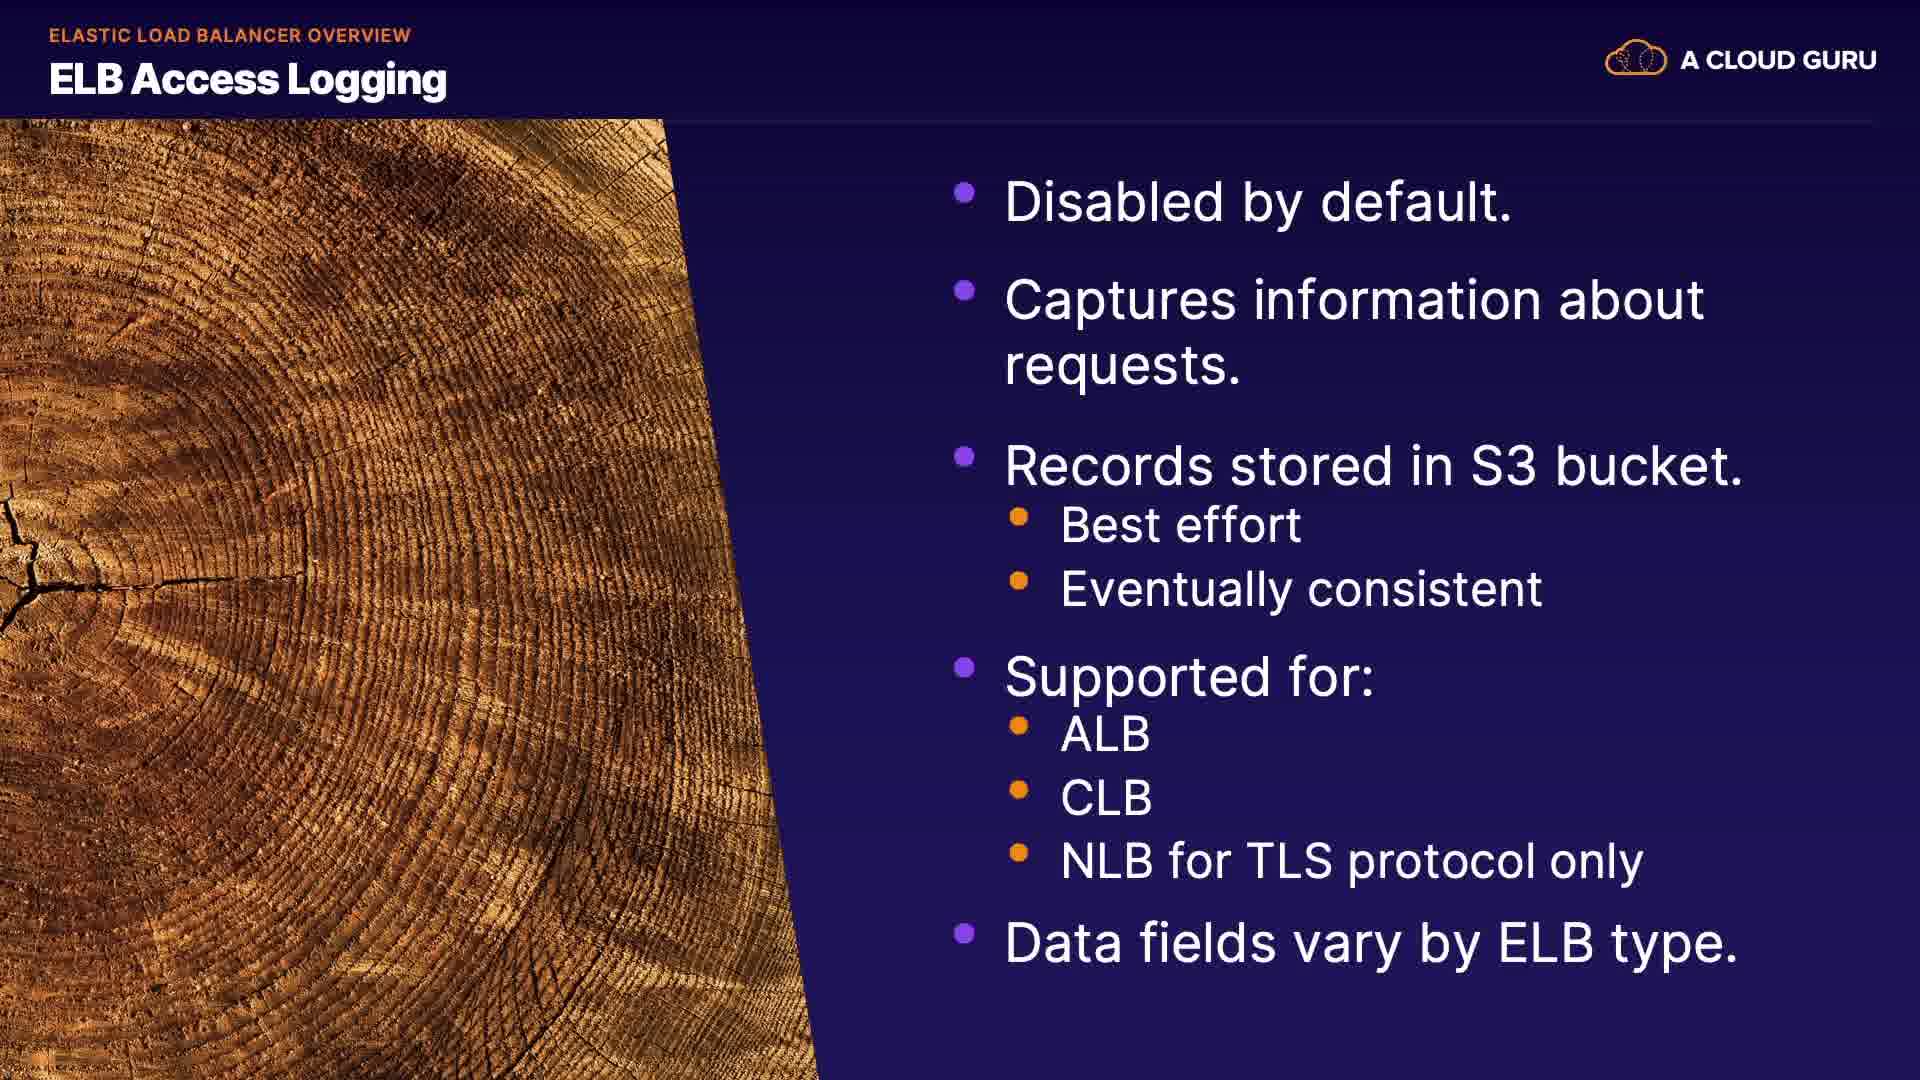 ELASTIC LOAD BALANCER OVERVIEW
ELB Access Logging
A CLOUD GURU
Disabled by default.
Captures information about
requests.
Records stored in S3 bucket.
Best effort
Eventually consistent
Supported for:
ALB
CLB
NLB for TLS protocol only
Data fields vary by ELB type.